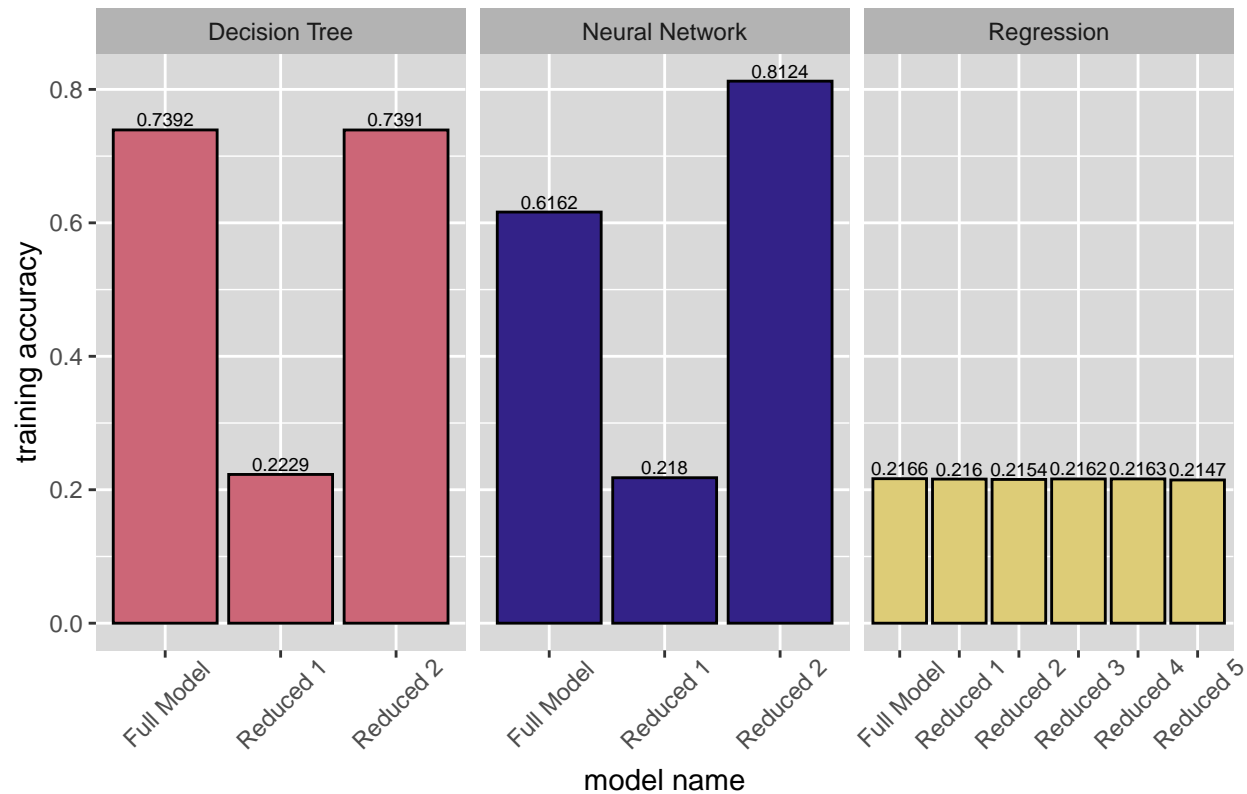 Decision Tree
Neural Network
Regression
training accuracy
0.8
0.6
0.4
0.2
0.0
0.7392
0.2229
0.7391
0.6162
0.218
0.8124
0.2166
0.216
0.2154
0.2162
0.2163
0.2147
Full Model
Reduced 1
Reduced 2
Full Model
Reduced 1
Reduced 2
Full Model
Reduced 1
Reduced 2
Reduced 3
Reduced 4
Reduced 5
model name